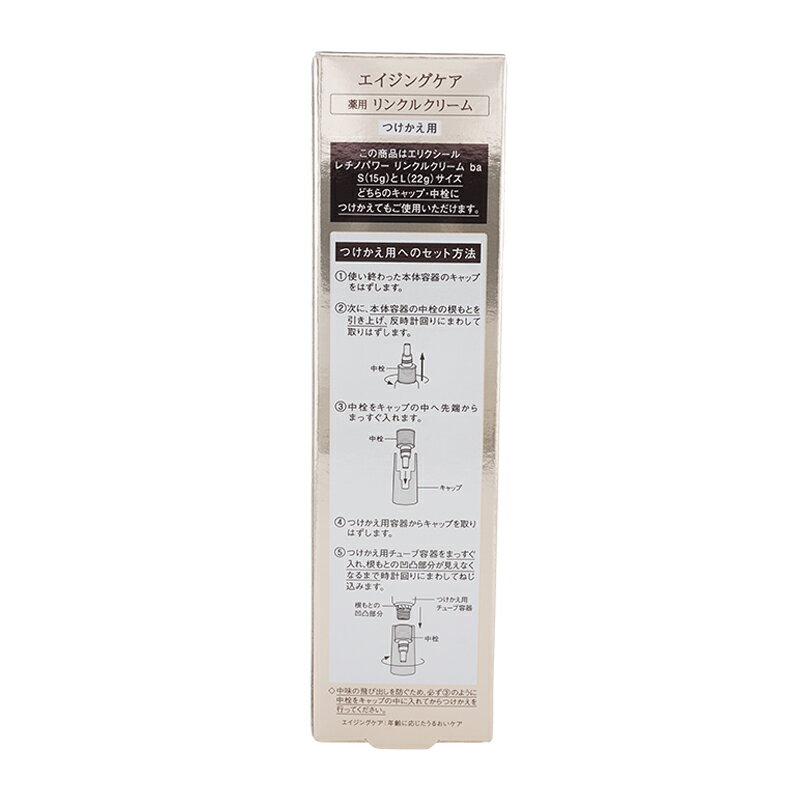 エイジングケア
薬用 リンクルクリーム
つけかえ用
この商品はエリクシール
レチノパワー リンクルクリーム ba
S(15g)とL(22g)サイズ
どちらのキャップ・中栓に
つけかえてもご使用いただけます。
つけかえ用へのセット方法
①使い終わった本体容器のキャップ
をはずします。
②次に、本体容器の中栓の根もとを
引き上げ、反時計回りにまわして
取りはずします。
中栓
③中栓をキャップの中へ先端から
まっすぐ入れます。
中栓
キャップ
④つけかえ用容器からキャップを取り
はずします。
⑤つけかえ用チューブ容器をまっすぐ
入れ、根もとの凹凸部分が見えなく
なるまで時計回りにまわしてねじ
込みます。
根もとの
凹凸部分
つけかえ用
チューブ容器
中栓
◇中味の飛び出しを防ぐため、必ず③のように
中栓をキャップの中に入れてからつけかえを
行ってください。
エイジングケア：年齢に応じたうるおいケア